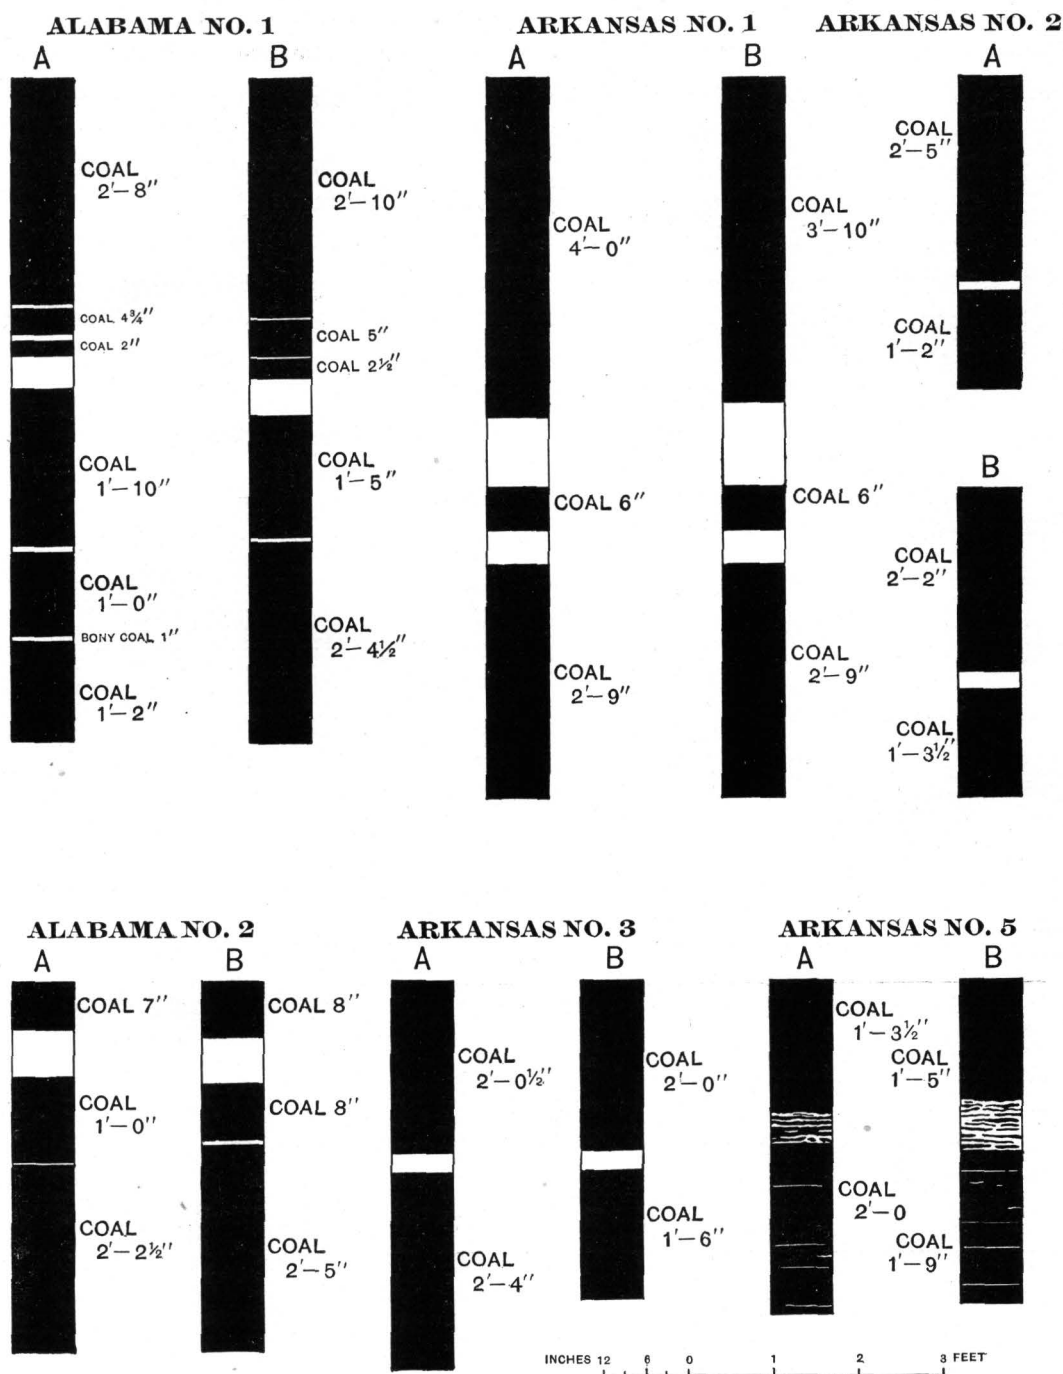 ALABAMA NO. 1
A
COAL
2′–8″
COAL 4¾″
COAL 2″
COAL
1′–10″
COAL
1′–0″
BONY COAL 1″
COAL
1′–2″
B
COAL
2′–10″
COAL 5″
COAL 2½″
COAL
1′–5″
COAL
2′–4½″
ARKANSAS NO. 1
A
COAL
4′–0″
COAL 6″
COAL
2′–9″
B
COAL
3′–10″
COAL 6″
COAL
2′–9″
ARKANSAS NO. 2
A
COAL
2′–5″
COAL
1′–2″
B
COAL
2′–2″
COAL
1′–3½″
ALABAMA NO. 2
A
COAL 7″
COAL
1′–0″
COAL
2′–2½″
B
COAL 8″
COAL 8″
COAL
2′–5″
ARKANSAS NO. 3
A
COAL
2′–0½″
COAL
2′–4″
B
COAL
2′–0″
COAL
1′–6″
ARKANSAS NO. 5
A
COAL
1′–3½″
COAL
2′–0
B
COAL
1′–5″
COAL
1′–9″
INCHES 12 6 0 1 2 3 FEET